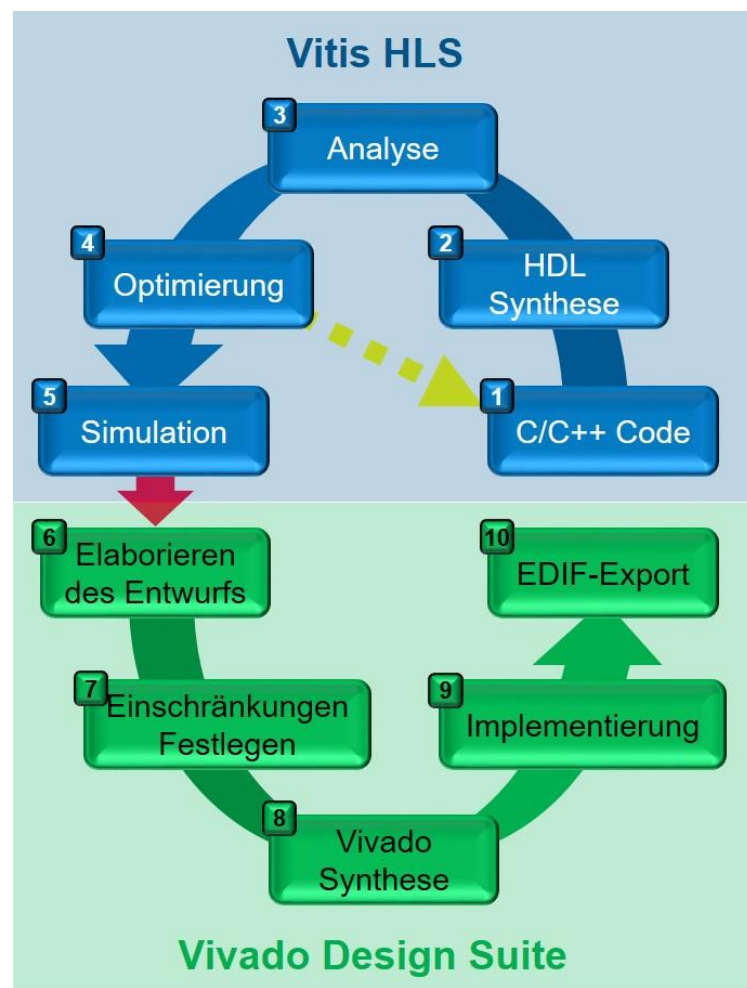 Vitis HLS
3
Analyse
4
Optimierung
2
HDL
Synthese
5
Simulation
1
C/C++ Code
6
Elaborieren
des Entwurfs
10
EDIF-Export
7
Einschränkungen
Festlegen
9
Implementierung
8
Vivado
Synthese
Vivado Design Suite